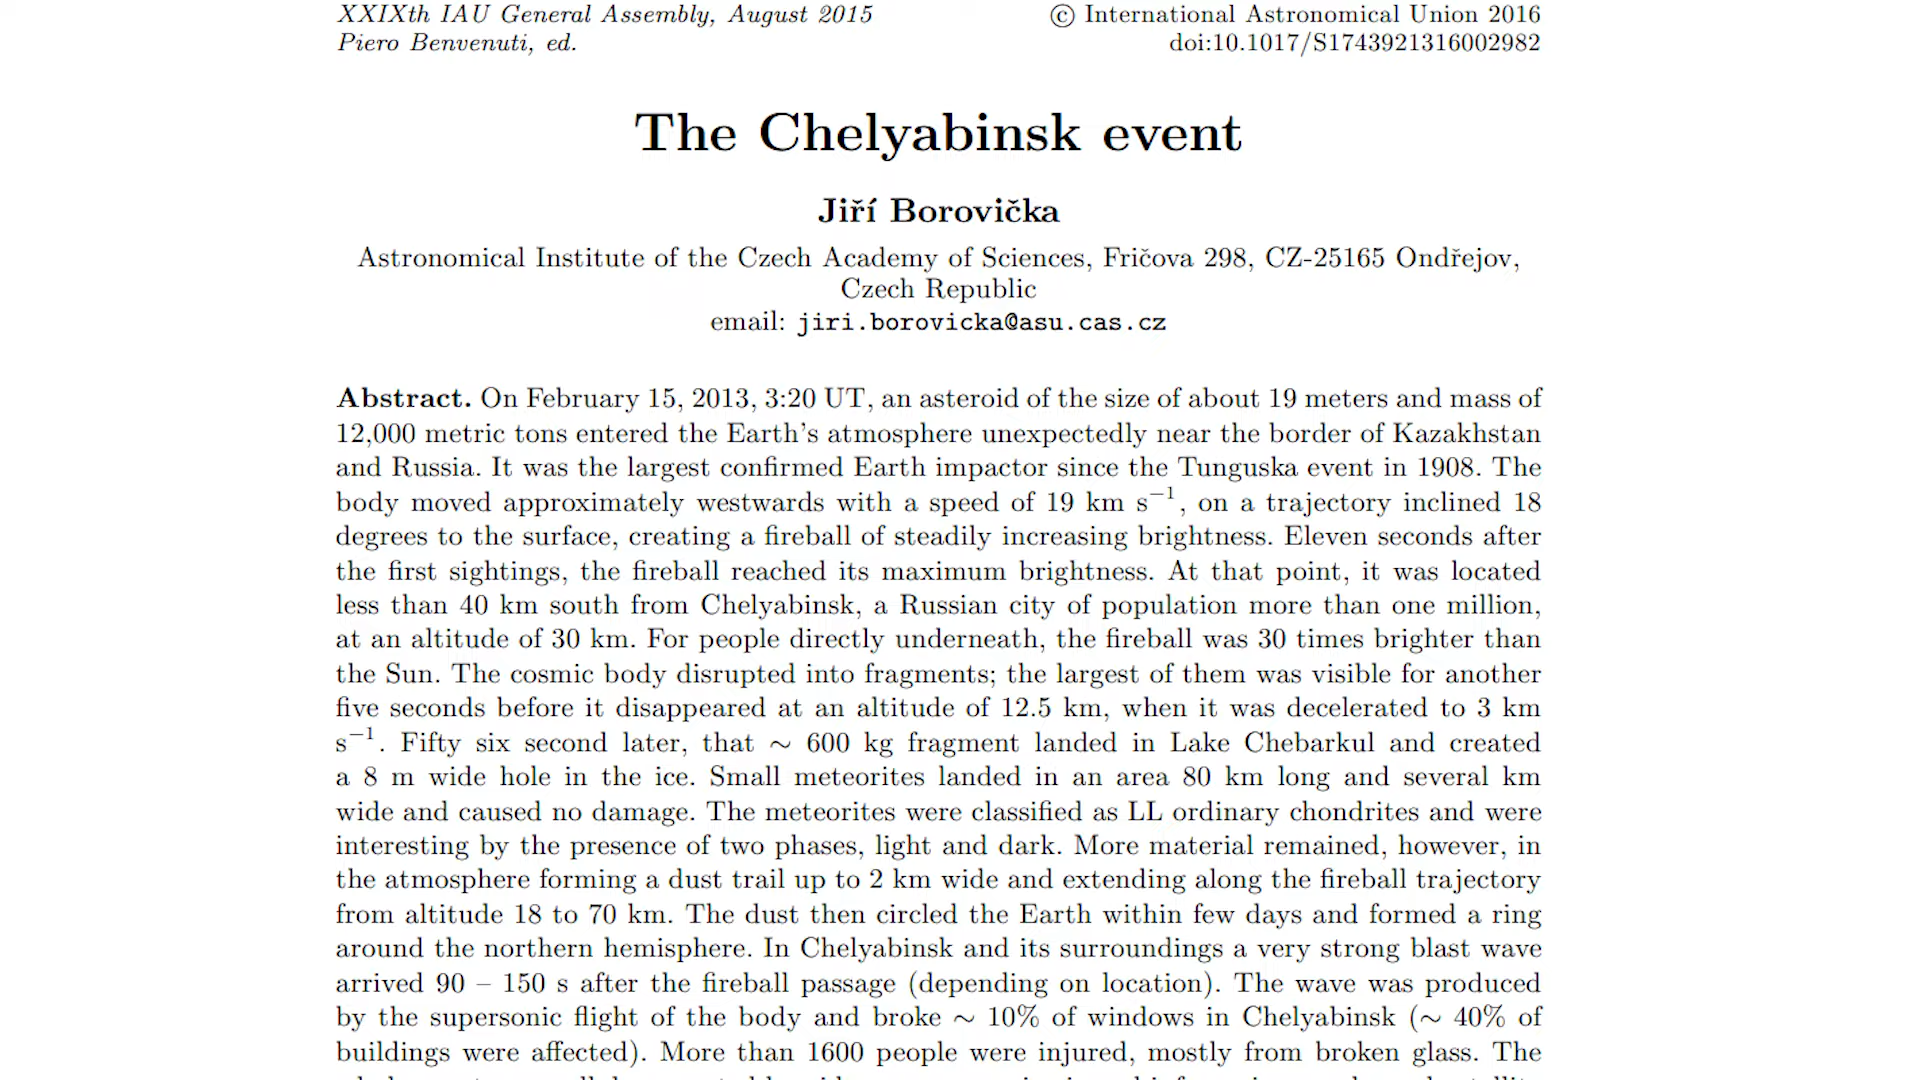 XXIXth IAU General Assembly, August 2015 © International Astronomical Union 2016
Piero Benvenuti, ed. doi:10.1017/S1743921316002982
The Chelyabinsk event
Jiří Borovička
Astronomical Institute of the Czech Academy of Sciences, Fričova 298, CZ-25165 Ondřejov,
Czech Republic
email: jiri.borovicka@asu.cas.cz
Abstract. On February 15, 2013, 3:20 UT, an asteroid of the size of about 19 meters and mass of
12,000 metric tons entered the Earth's atmosphere unexpectedly near the border of Kazakhstan
and Russia. It was the largest confirmed Earth impactor since the Tunguska event in 1908. The
body moved approximately westwards with a speed of 19 km s⁻¹, on a trajectory inclined 18
degrees to the surface, creating a fireball of steadily increasing brightness. Eleven seconds after
the first sightings, the fireball reached its maximum brightness. At that point, it was located
less than 40 km south from Chelyabinsk, a Russian city of population more than one million,
at an altitude of 30 km. For people directly underneath, the fireball was 30 times brighter than
the Sun. The cosmic body disrupted into fragments; the largest of them was visible for another
five seconds before it disappeared at an altitude of 12.5 km, when it was decelerated to 3 km
s⁻¹. Fifty six second later, that ∼ 600 kg fragment landed in Lake Chebarkul and created
a 8 m wide hole in the ice. Small meteorites landed in an area 80 km long and several km
wide and caused no damage. The meteorites were classified as LL ordinary chondrites and were
interesting by the presence of two phases, light and dark. More material remained, however, in
the atmosphere forming a dust trail up to 2 km wide and extending along the fireball trajectory
from altitude 18 to 70 km. The dust then circled the Earth within few days and formed a ring
around the northern hemisphere. In Chelyabinsk and its surroundings a very strong blast wave
arrived 90 – 150 s after the fireball passage (depending on location). The wave was produced
by the supersonic flight of the body and broke ∼ 10% of windows in Chelyabinsk (∼ 40% of
buildings were affected). More than 1600 people were injured, mostly from broken glass. The